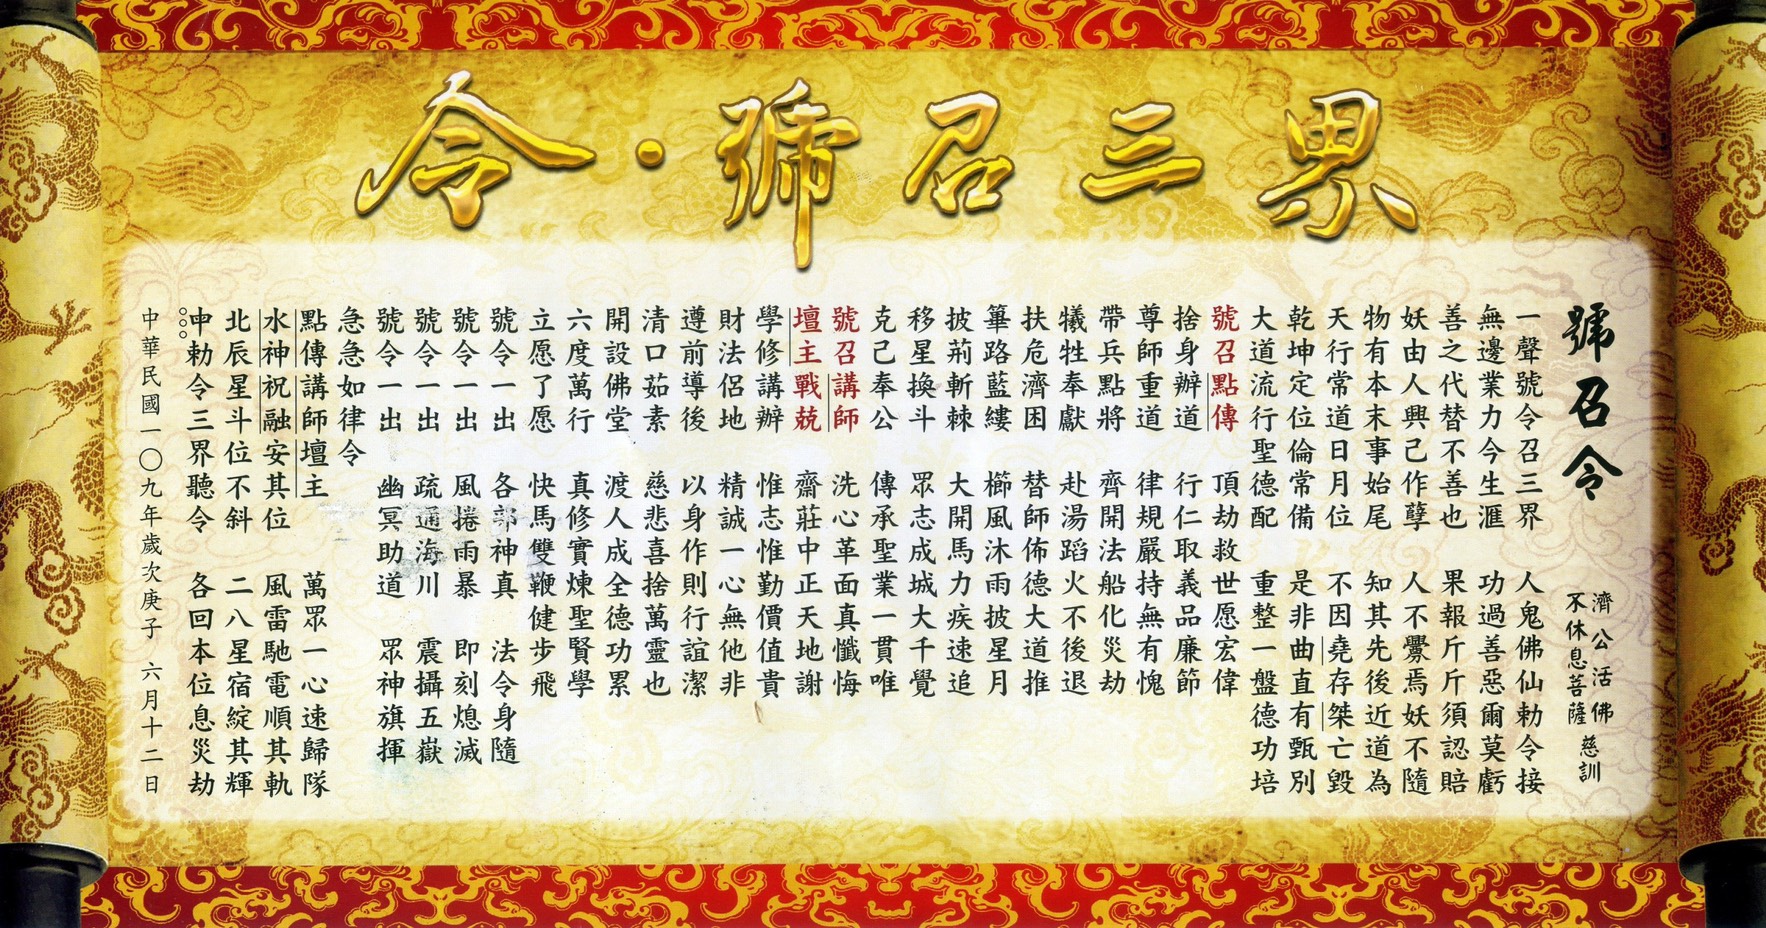 界三召號·令
號召令
濟公活佛
不休息菩薩
慈訓
一聲號令召三界 人鬼佛仙勅令接
無邊業力今生滙 功過善惡爾莫虧
善之代替不善也 果報斤斤須認賠
妖由人興己作孽 人不釁焉妖不隨
物有本末事始尾 知其先後近道為
天行常道日月位 不因堯存桀亡毀
乾坤定位倫常備 是非曲直有甄別
大道流行聖德配 重整一盤德功培
號召點傳 頂劫救世愿宏偉
捨身辦道 行仁取義品廉節
尊師重道 律規嚴持無有愧
帶兵點將 齊開法船化災劫
犧牲奉獻 赴湯蹈火不後退
扶危濟困 替師佈德大道推
篳路藍縷 櫛風沐雨披星月
披荊斬棘 大開馬力疾速追
移星換斗 眾志成城大千覺
克己奉公 傳承聖業一貫唯
號召講師 洗心革面真懺悔
壇主戰兢 齋莊中正天地謝
學修講辦 惟志惟勤價值貴
財法侶地 精誠一心無他非
遵前導後 以身作則行誼潔
清口茹素 慈悲喜捨萬靈也
開設佛堂 渡人成全德功累
六度萬行 真修實煉聖賢學
立愿了愿 快馬雙鞭健步飛
號令一出 各部神真 法令身隨
號令一出 風捲雨暴 即刻熄滅
號令一出 疏通海川 震攝五嶽
號令一出 幽冥助道 眾神旗揮
急急如律令
點傳講師壇主 萬眾一心速歸隊
水神祝融安其位 風雷馳電順其軌
北辰星斗位不斜 二八星宿綻其輝
申勅令三界聽令 各回本位息災劫
中華民國一〇九年歲次庚子 六月十二日